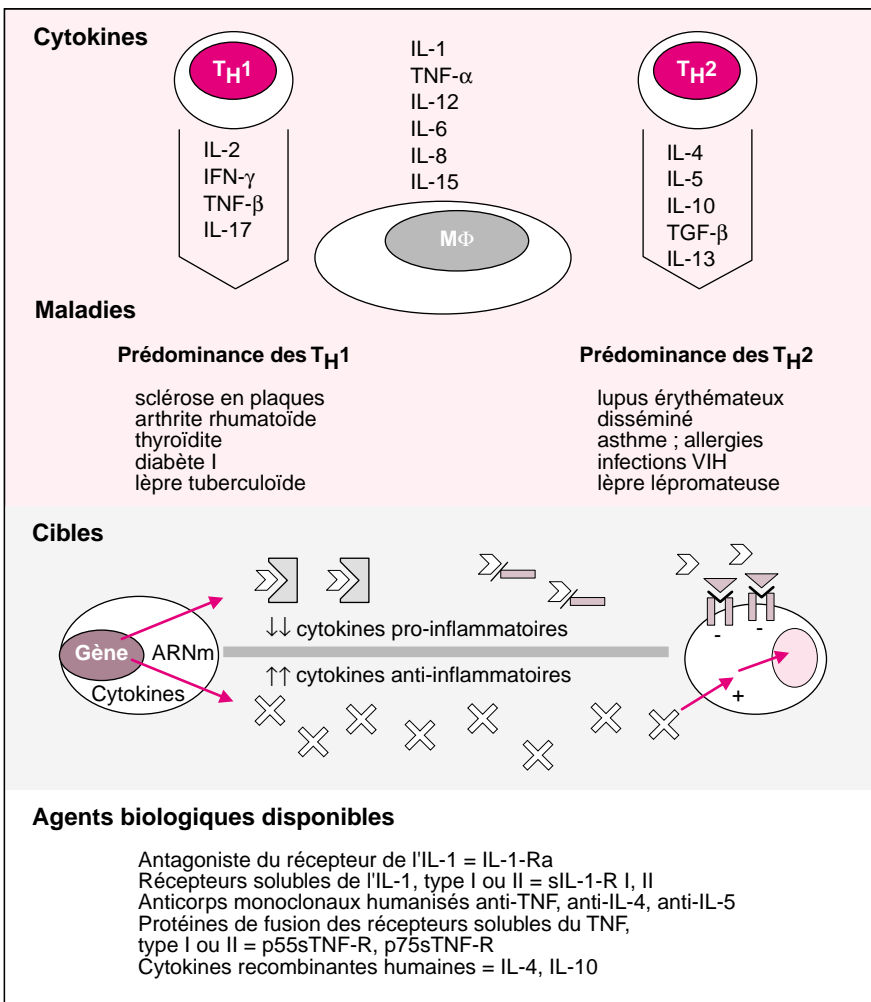 Cytokines
TH1
IL-2
IFN-γ
TNF-β
IL-17
IL-1
TNF-α
IL-12
IL-6
IL-8
IL-15
MΦ
TH2
IL-4
IL-5
IL-10
TGF-β
IL-13
Maladies
Prédominance des TH1
sclérose en plaques
arthrite rhumatoïde
thyroïdite
diabète I
lèpre tuberculoïde
Prédominance des TH2
lupus érythémateux
disséminé
asthme ; allergies
infections VIH
lèpre lépromateuse
Cibles
Gène ARNm
Cytokines
↓↓ cytokines pro-inflammatoires
↑↑ cytokines anti-inflammatoires
- -
+
Agents biologiques disponibles
Antagoniste du récepteur de l'IL-1 = IL-1-Ra
Récepteurs solubles de l'IL-1, type I ou II = sIL-1-R I, II
Anticorps monoclonaux humanisés anti-TNF, anti-IL-4, anti-IL-5
Protéines de fusion des récepteurs solubles du TNF,
type I ou II = p55sTNF-R, p75sTNF-R
Cytokines recombinantes humaines = IL-4, IL-10